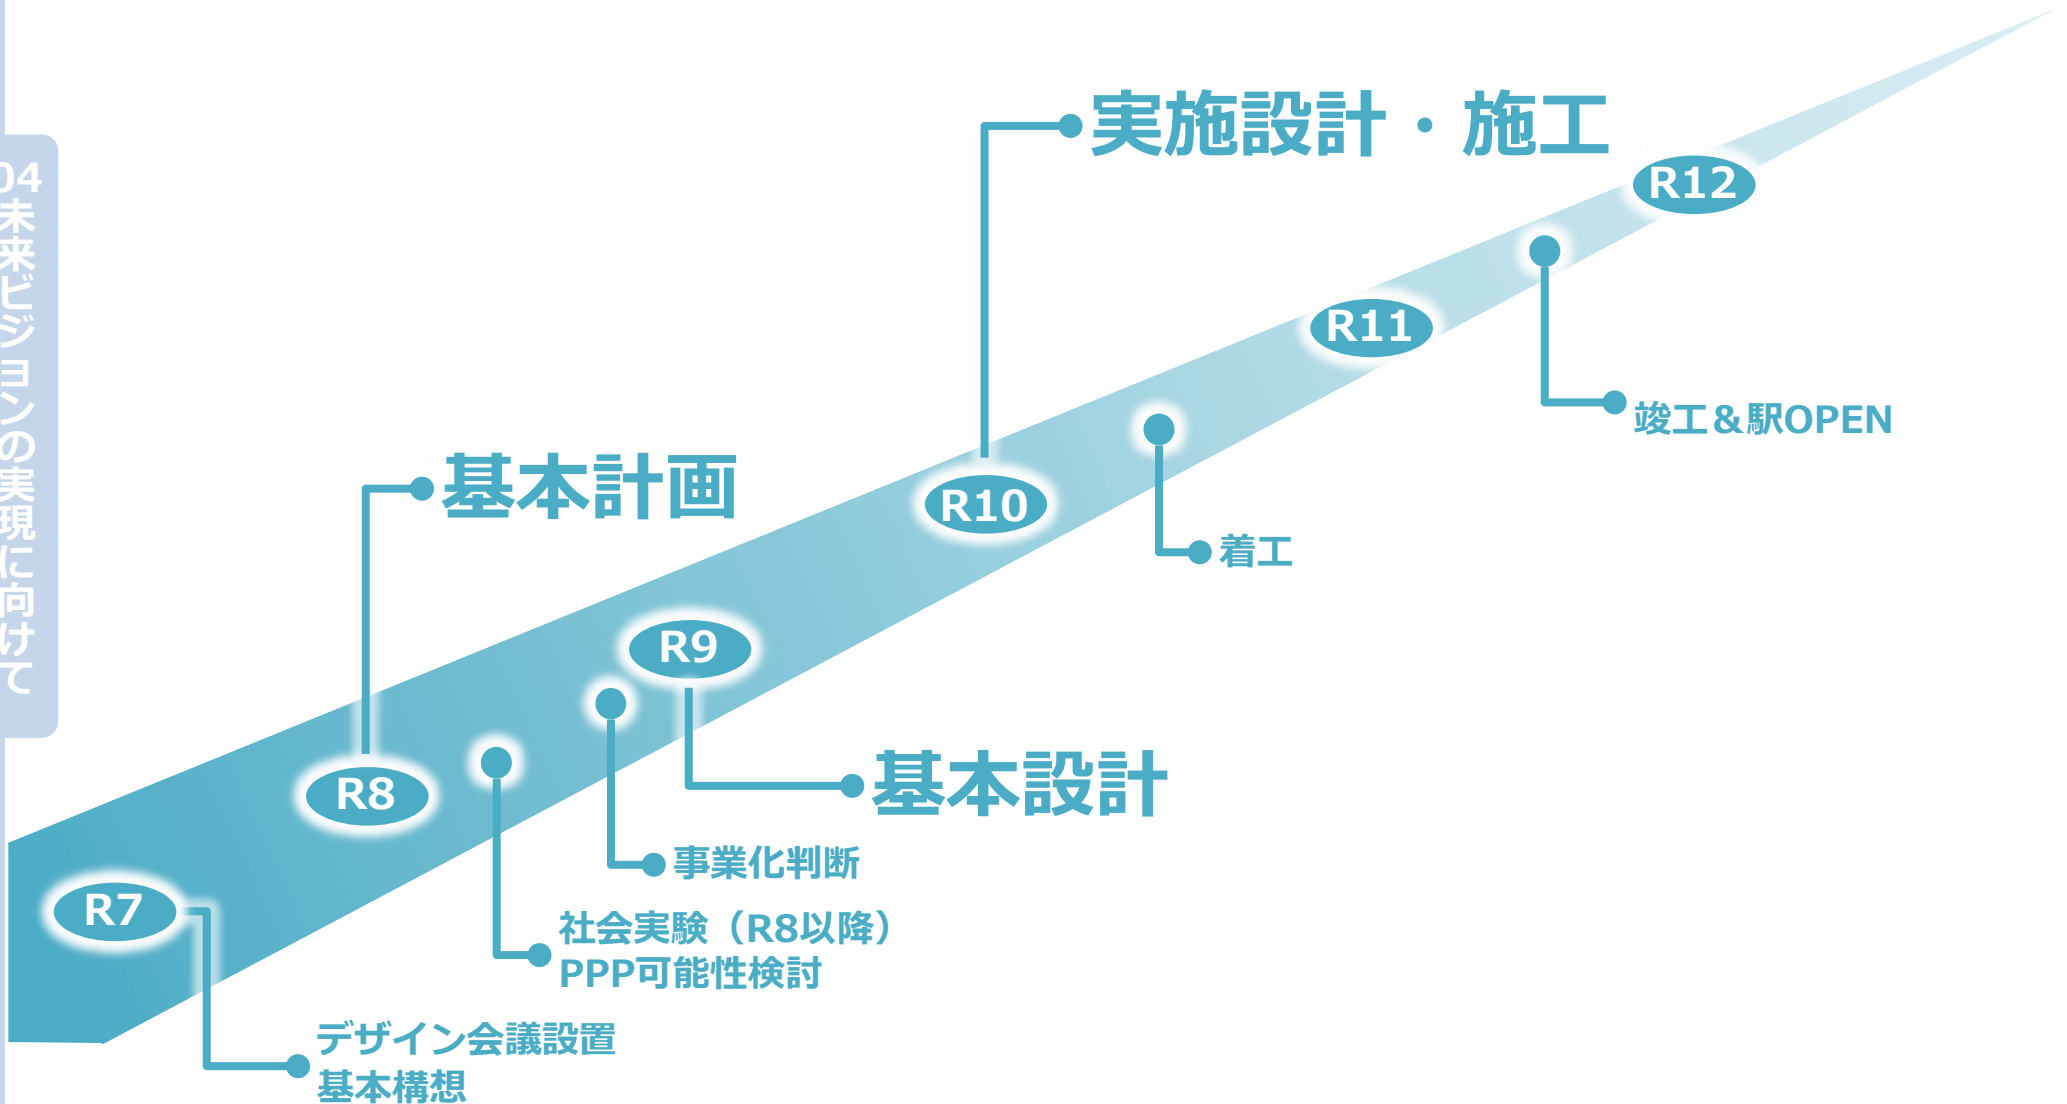 04未来ビジョンの実現に向けて
実施設計・施工
R12
R11
竣工＆駅OPEN
基本計画
R10
着工
R9
基本設計
R8
事業化判断
R7
社会実験（R8以降）
PPP可能性検討
デザイン会議設置
基本構想